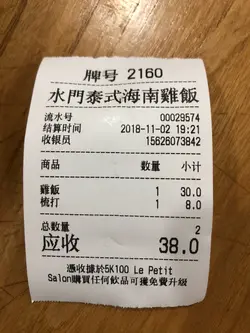 牌号 2160
水門泰式海南雞飯
流水号 00029574
结算时间 2018-11-02 19:21
收银员 15626073842
商品 数量 小计
雞飯 1 30.0
梳打 1 8.0
总数量 2
应收 38.0
憑收據於5K100 Le Petit
Salon購買任何飲品可獲免費升級